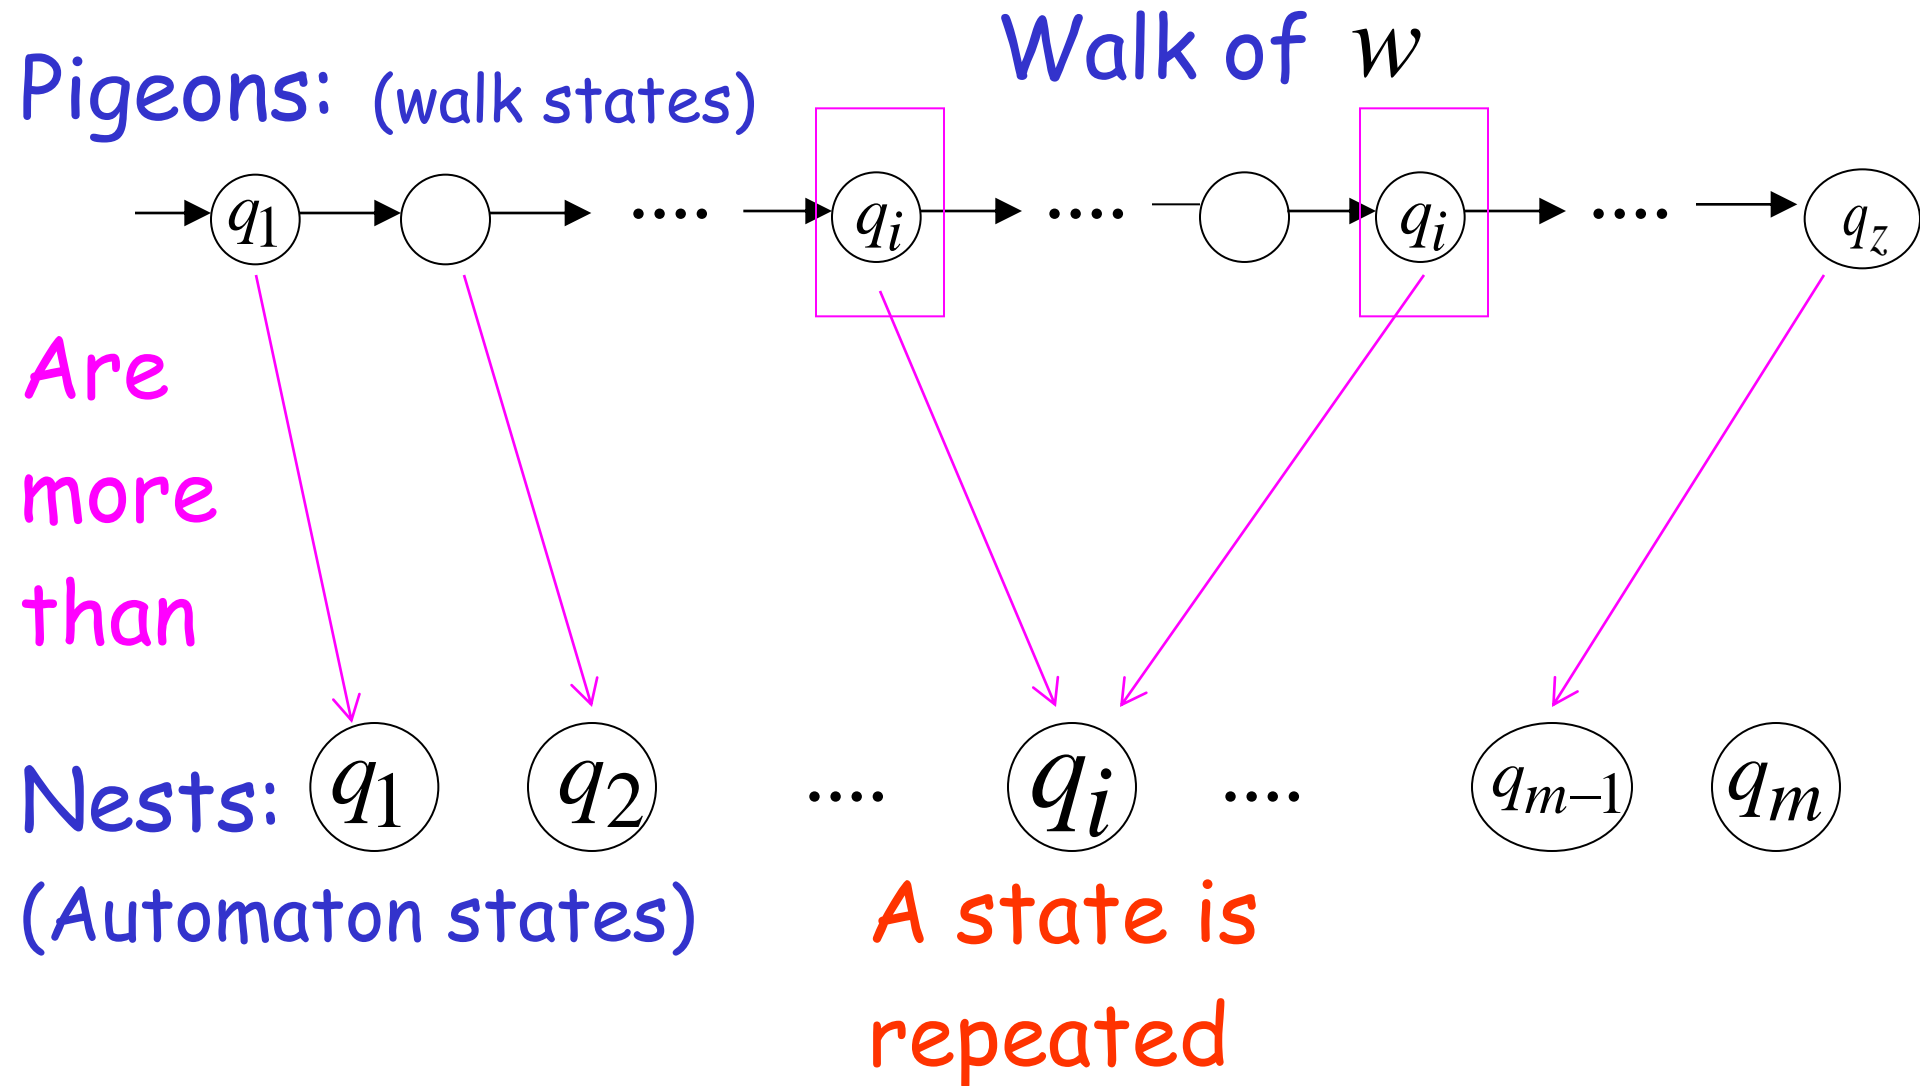 Walk of w
Pigeons: (walk states)
q1 .... qi .... qi .... qz
Are
more
than
Nests: q1 q2 .... qi .... qm–1 qm
(Automaton states)
A state is
repeated